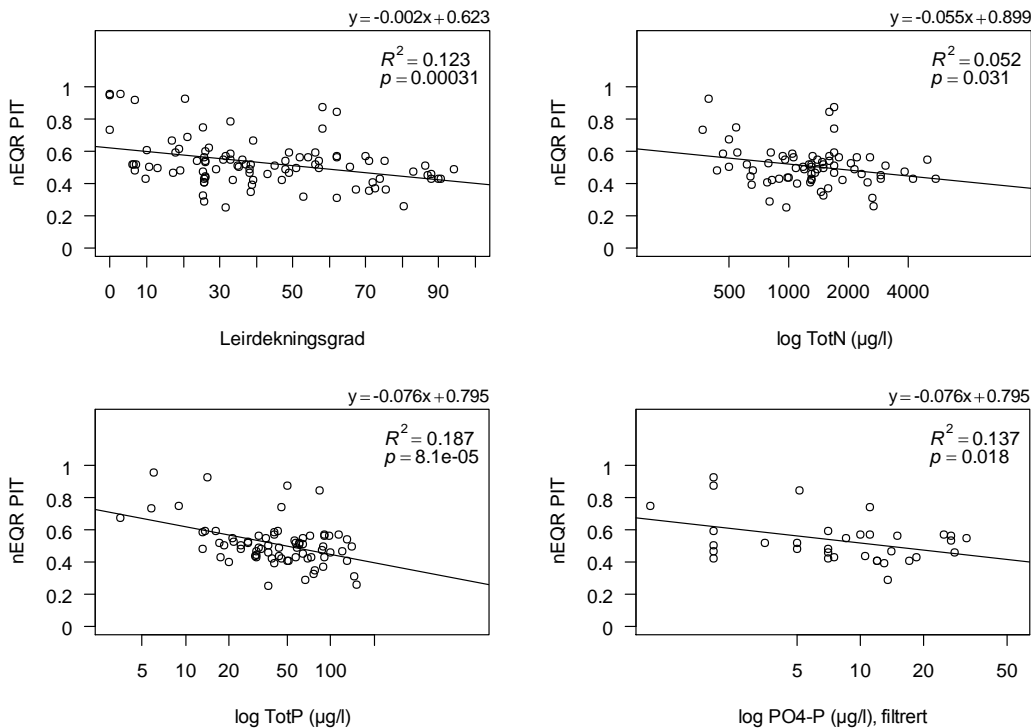 y = -0.002x + 0.623
R² = 0.123
p = 0.00031
nEQR PIT
1
0.8
0.6
0.4
0.2
0
0 10 30 50 70 90
Leirdekningsgrad
y = -0.055x + 0.899
R² = 0.052
p = 0.031
nEQR PIT
1
0.8
0.6
0.4
0.2
0
500 1000 2000 4000
log TotN (µg/l)
y = -0.076x + 0.795
R² = 0.187
p = 8.1e-05
nEQR PIT
1
0.8
0.6
0.4
0.2
0
5 10 20 50 100
log TotP (µg/l)
y = -0.076x + 0.795
R² = 0.137
p = 0.018
nEQR PIT
1
0.8
0.6
0.4
0.2
0
5 10 20 50
log PO4-P (µg/l), filtrert